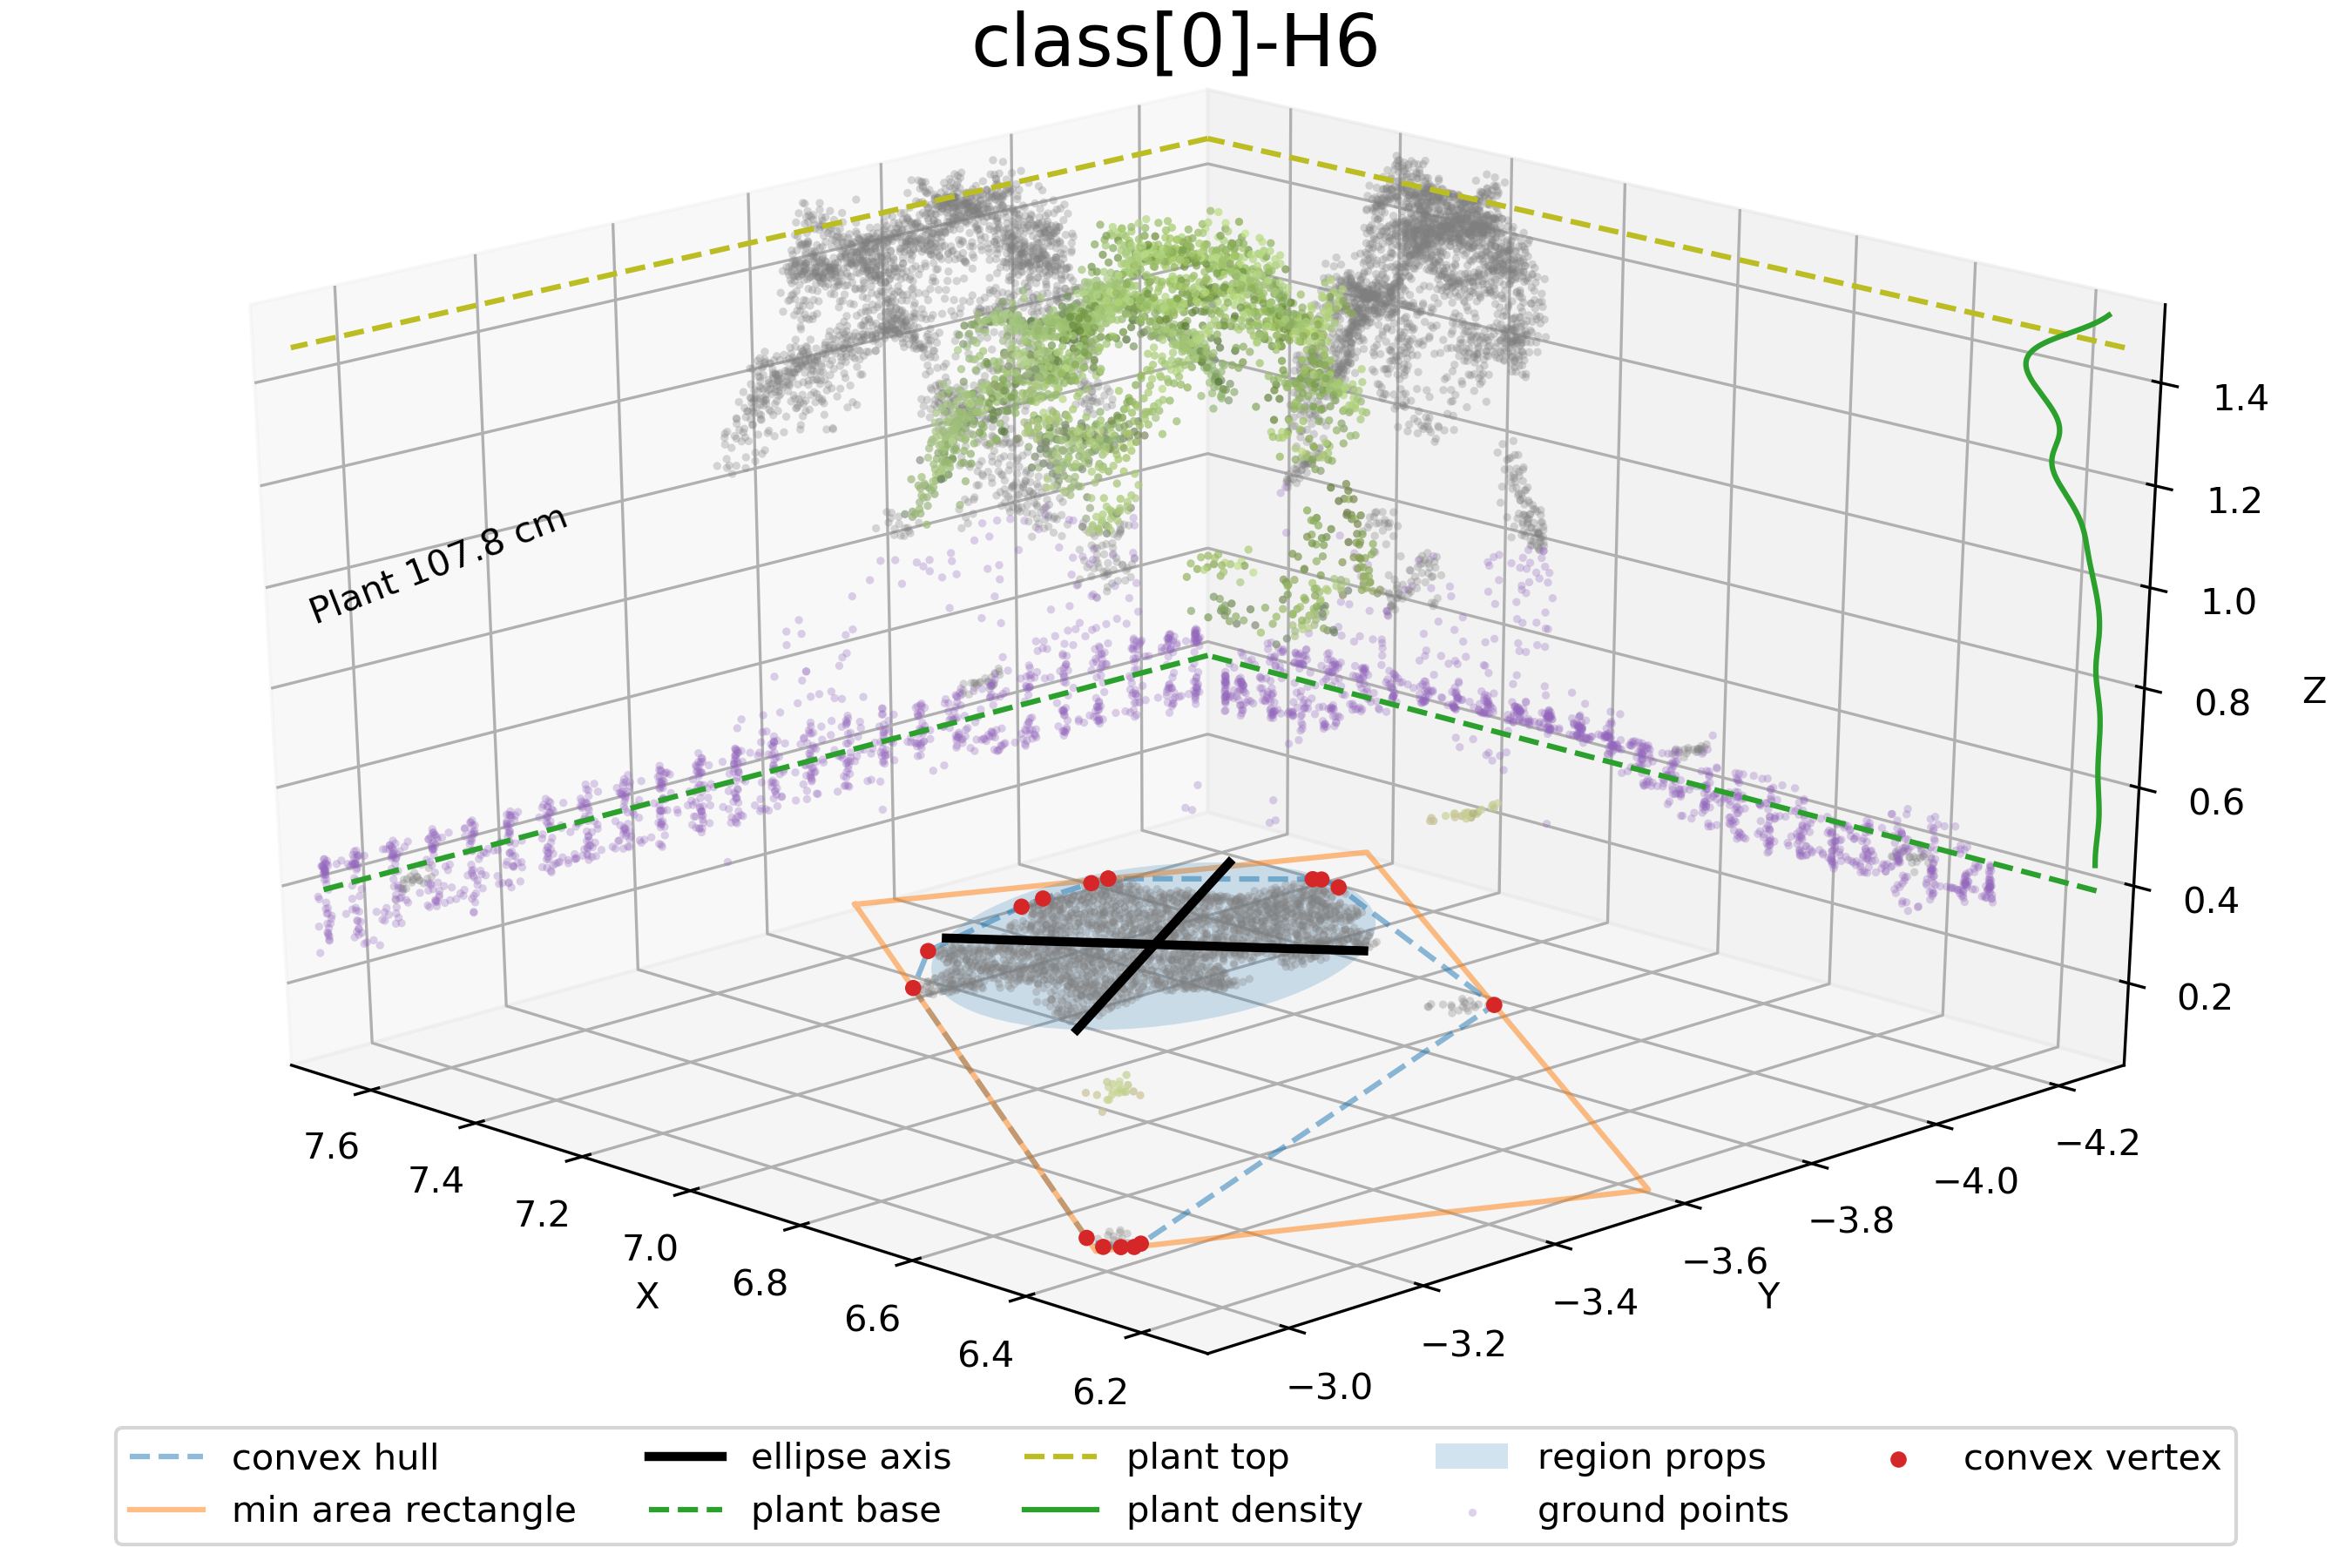 class[0]-H6
Plant 107.8 cm
1.4
1.2
1.0
0.8
0.6
0.4
0.2
Z
7.6
7.4
7.2
7.0
6.8
6.6
6.4
6.2
X
−4.2
−4.0
−3.8
−3.6
−3.4
−3.2
−3.0
Y
convex hull
min area rectangle
ellipse axis
plant base
plant top
plant density
region props
ground points
convex vertex